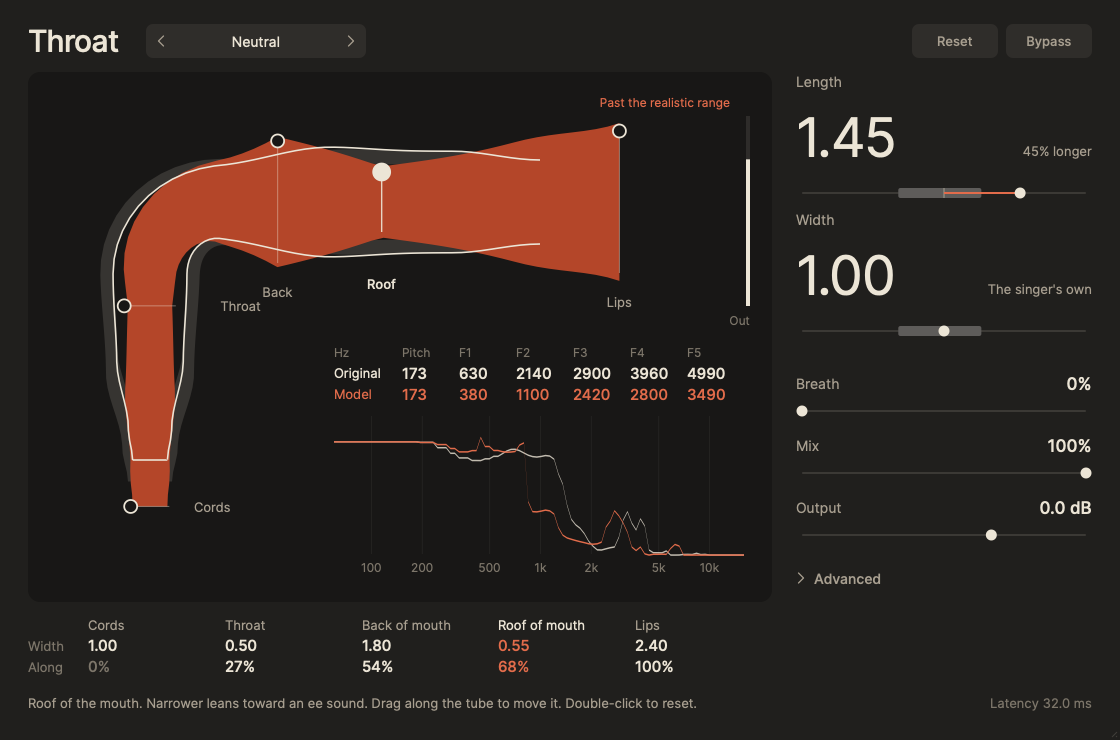 Throat
Neutral
Reset
Bypass
Past the realistic range
Back
Roof
Throat
Lips
Out
Cords
Hz Pitch F1 F2 F3 F4 F5
Original 173 630 2140 2900 3960 4990
Model 173 380 1100 2420 2800 3490
100 200 500 1k 2k 5k 10k
Length
1.45
45% longer
Width
1.00
The singer's own
Breath 0%
Mix 100%
Output 0.0 dB
Advanced
Cords Throat Back of mouth Roof of mouth Lips
Width 1.00 0.50 1.80 0.55 2.40
Along 0% 27% 54% 68% 100%
Roof of the mouth. Narrower leans toward an ee sound. Drag along the tube to move it. Double-click to reset.
Latency 32.0 ms